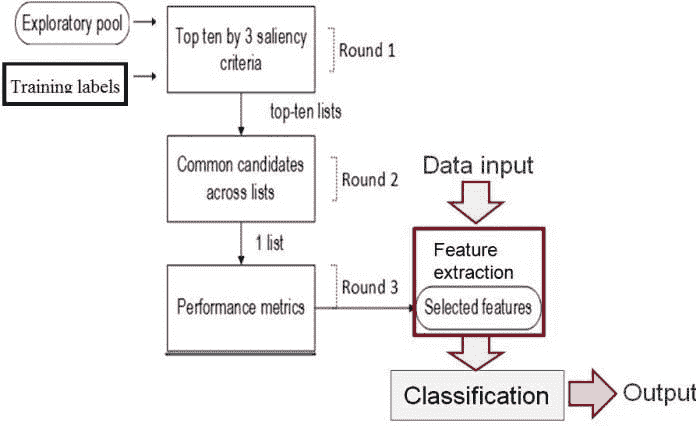 Exploratory pool
Training labels
Top ten by 3 saliency
criteria
Round 1
top-ten lists
Common candidates
across lists
Round 2
1 list
Performance metrics
Round 3
Data input
Feature
extraction
Selected features
Classification
Output